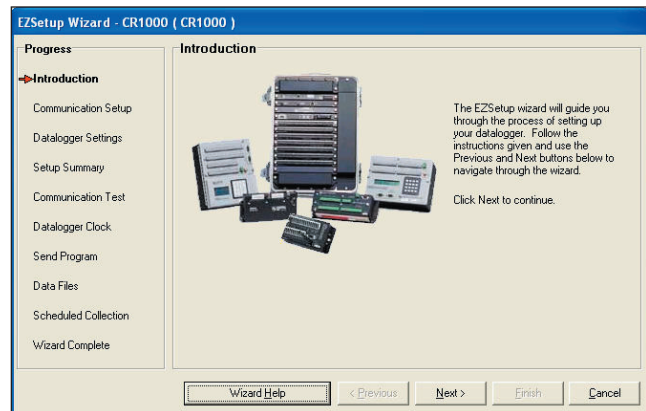 EZSetup Wizard - CR1000 ( CR1000 )
Progress
Introduction
Communication Setup
Datalogger Settings
Setup Summary
Communication Test
Datalogger Clock
Send Program
Data Files
Scheduled Collection
Wizard Complete
Introduction
The EZSetup wizard will guide you
through the process of setting up
your datalogger. Follow the
instructions given and use the
Previous and Next buttons below to
navigate through the wizard.
Click Next to continue.
Wizard Help
< Previous
Next >
Finish
Cancel